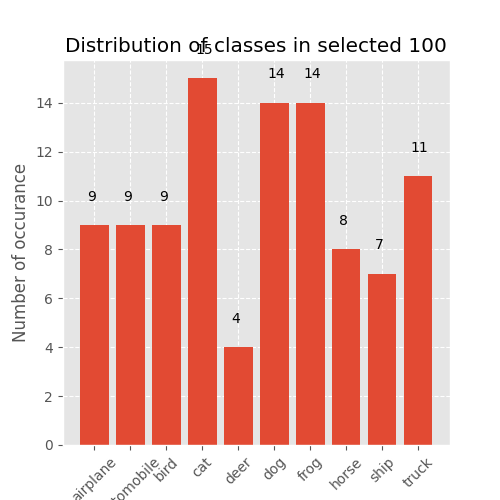 Distribution of classes in selected 100
15
14 14
14
12
11
10
9 9 9
8
8
7
6
4
4
2
0
Number of occurance
airplane
tomobile
bird
cat
deer
dog
frog
horse
ship
truck